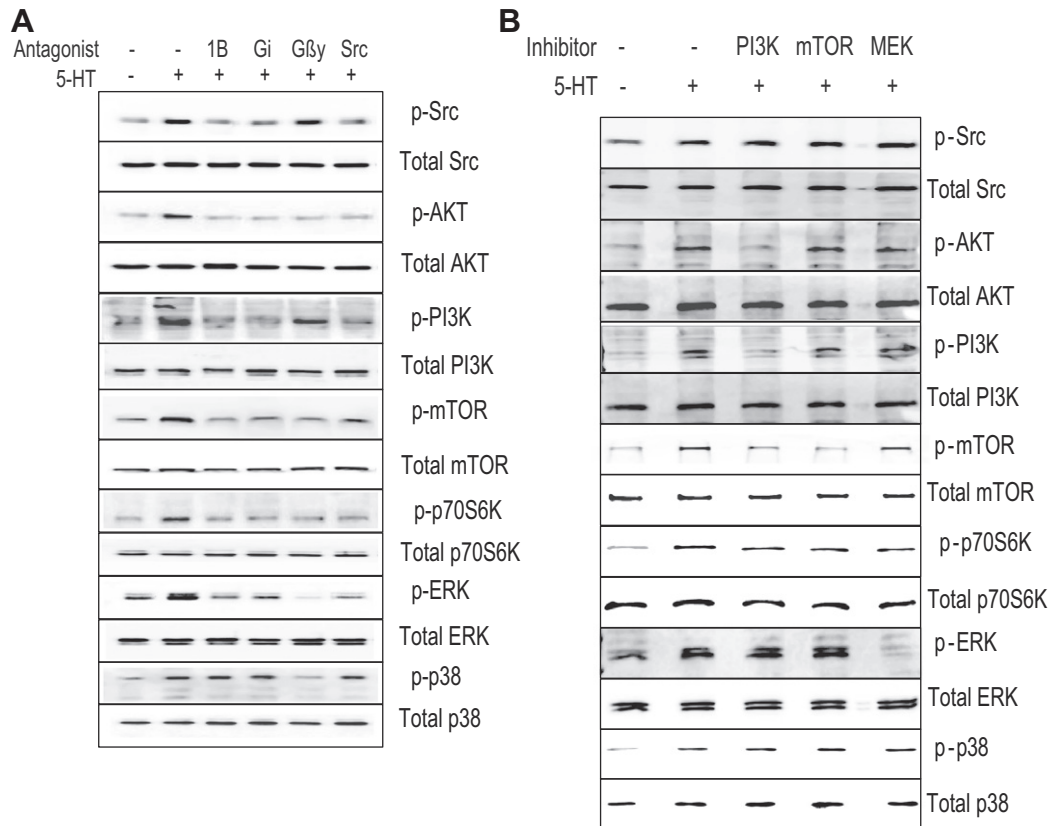 A
Antagonist - - 1B Gi Gßy Src
5-HT - + + + + +
p-Src
Total Src
p-AKT
Total AKT
p-PI3K
Total PI3K
p-mTOR
Total mTOR
p-p70S6K
Total p70S6K
p-ERK
Total ERK
p-p38
Total p38
B
Inhibitor - - PI3K mTOR MEK
5-HT - + + + +
p-Src
Total Src
p-AKT
Total AKT
p-PI3K
Total PI3K
p-mTOR
Total mTOR
p-p70S6K
Total p70S6K
p-ERK
Total ERK
p-p38
Total p38